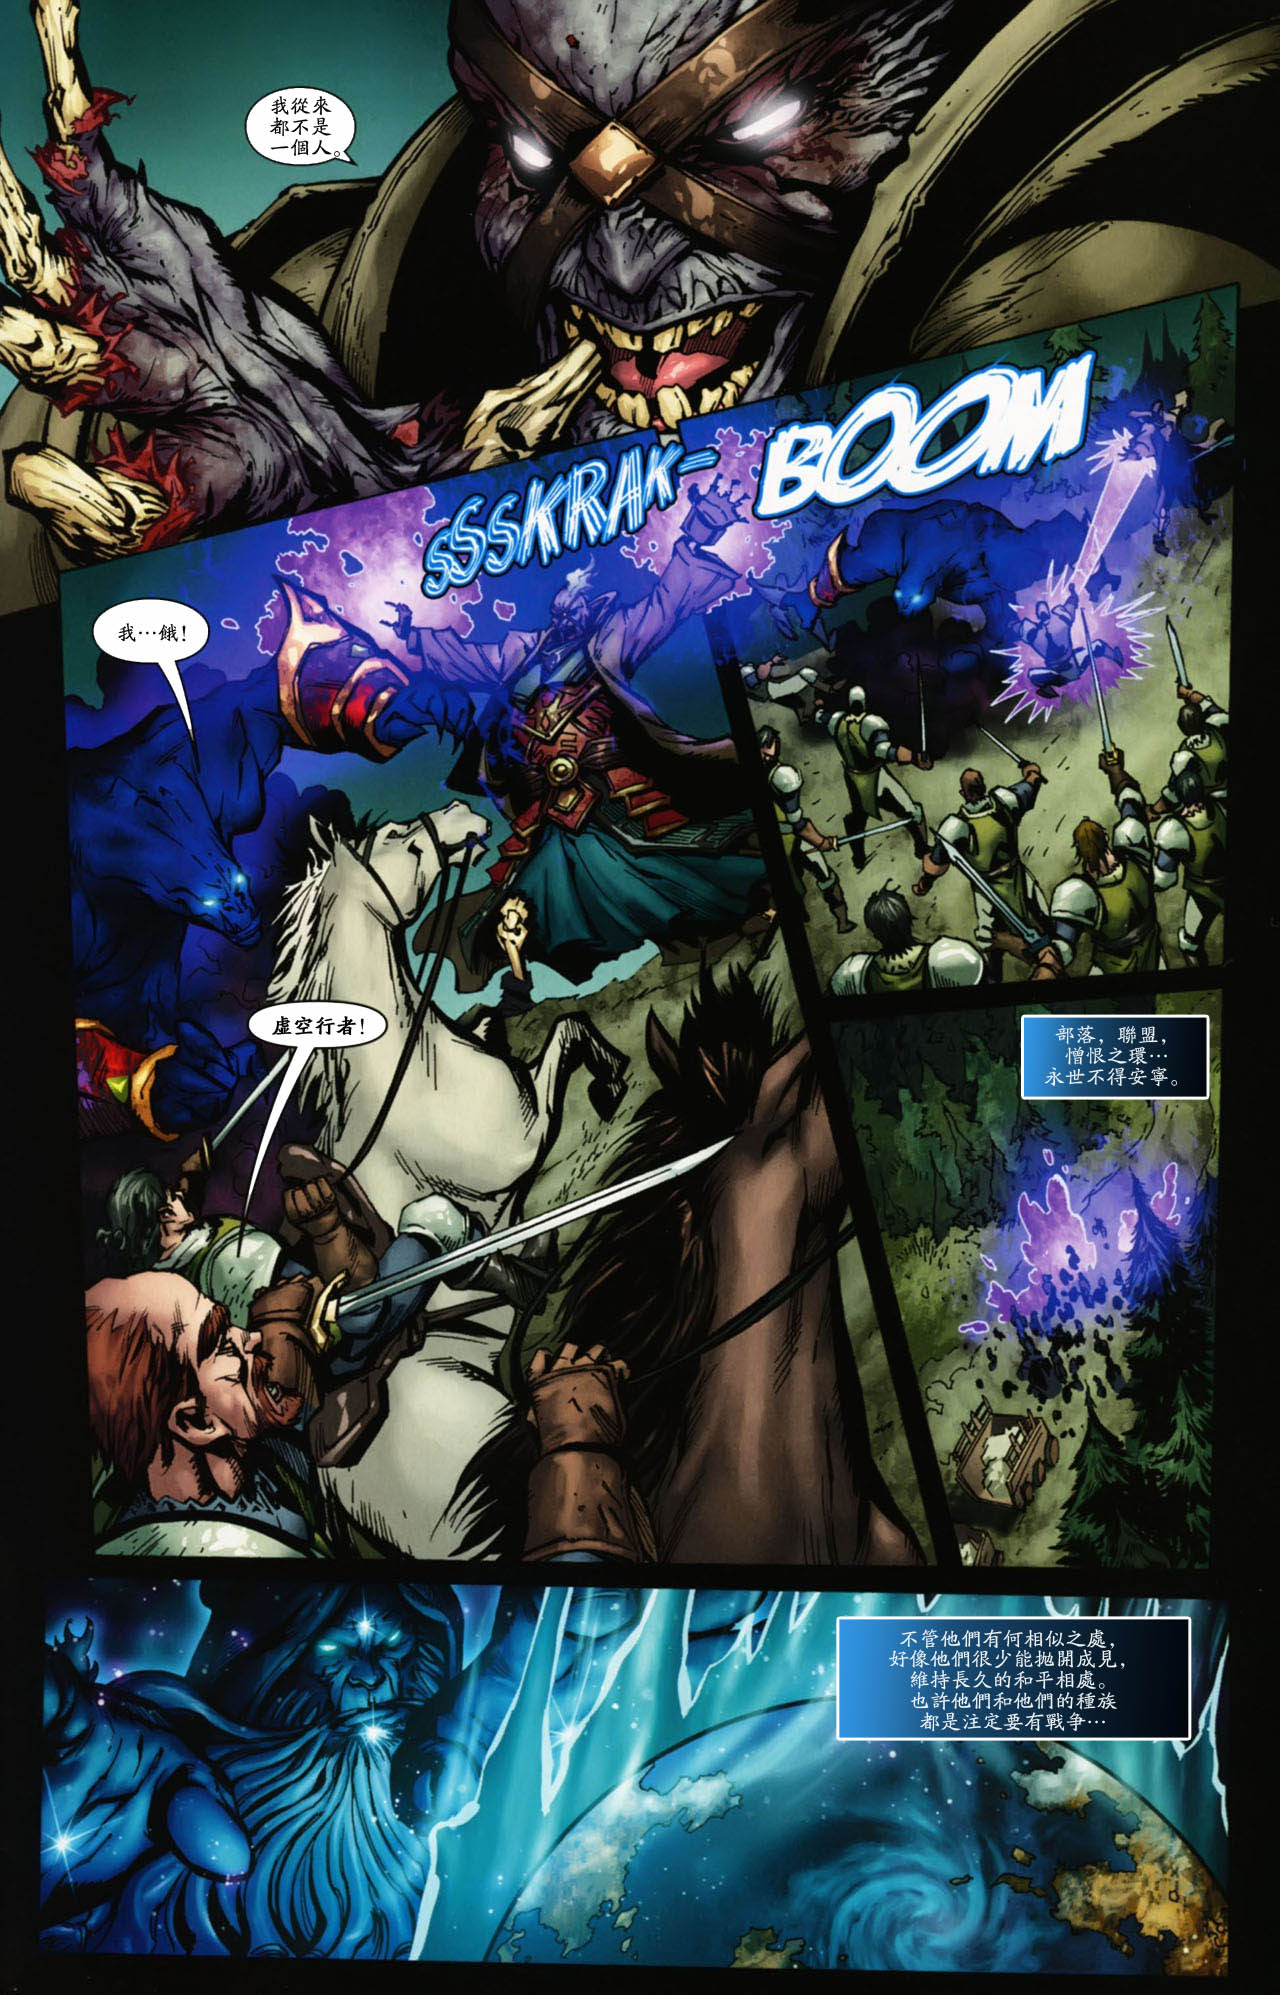 我從來
都不是
一個人。
SSSKRAK-
BOOM
我…餓!
虛空行者!
部落，聯盟，
憎恨之環…
永世不得安寧。
不管他們有何相似之處，
好像他們很少能拋開成見，
維持長久的和平相處。
也許他們和他們的種族
都是注定要有戰争…